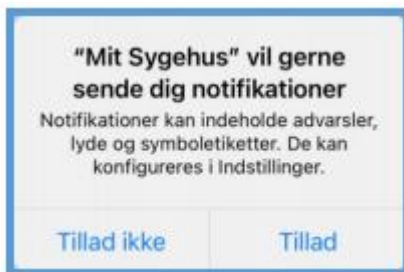 “Mit Sygehus” vil gerne
sende dig notifikationer
Notifikationer kan indeholde advarsler,
lyde og symboletiketter. De kan
konfigureres i Indstillinger.
Tillad ikke
Tillad